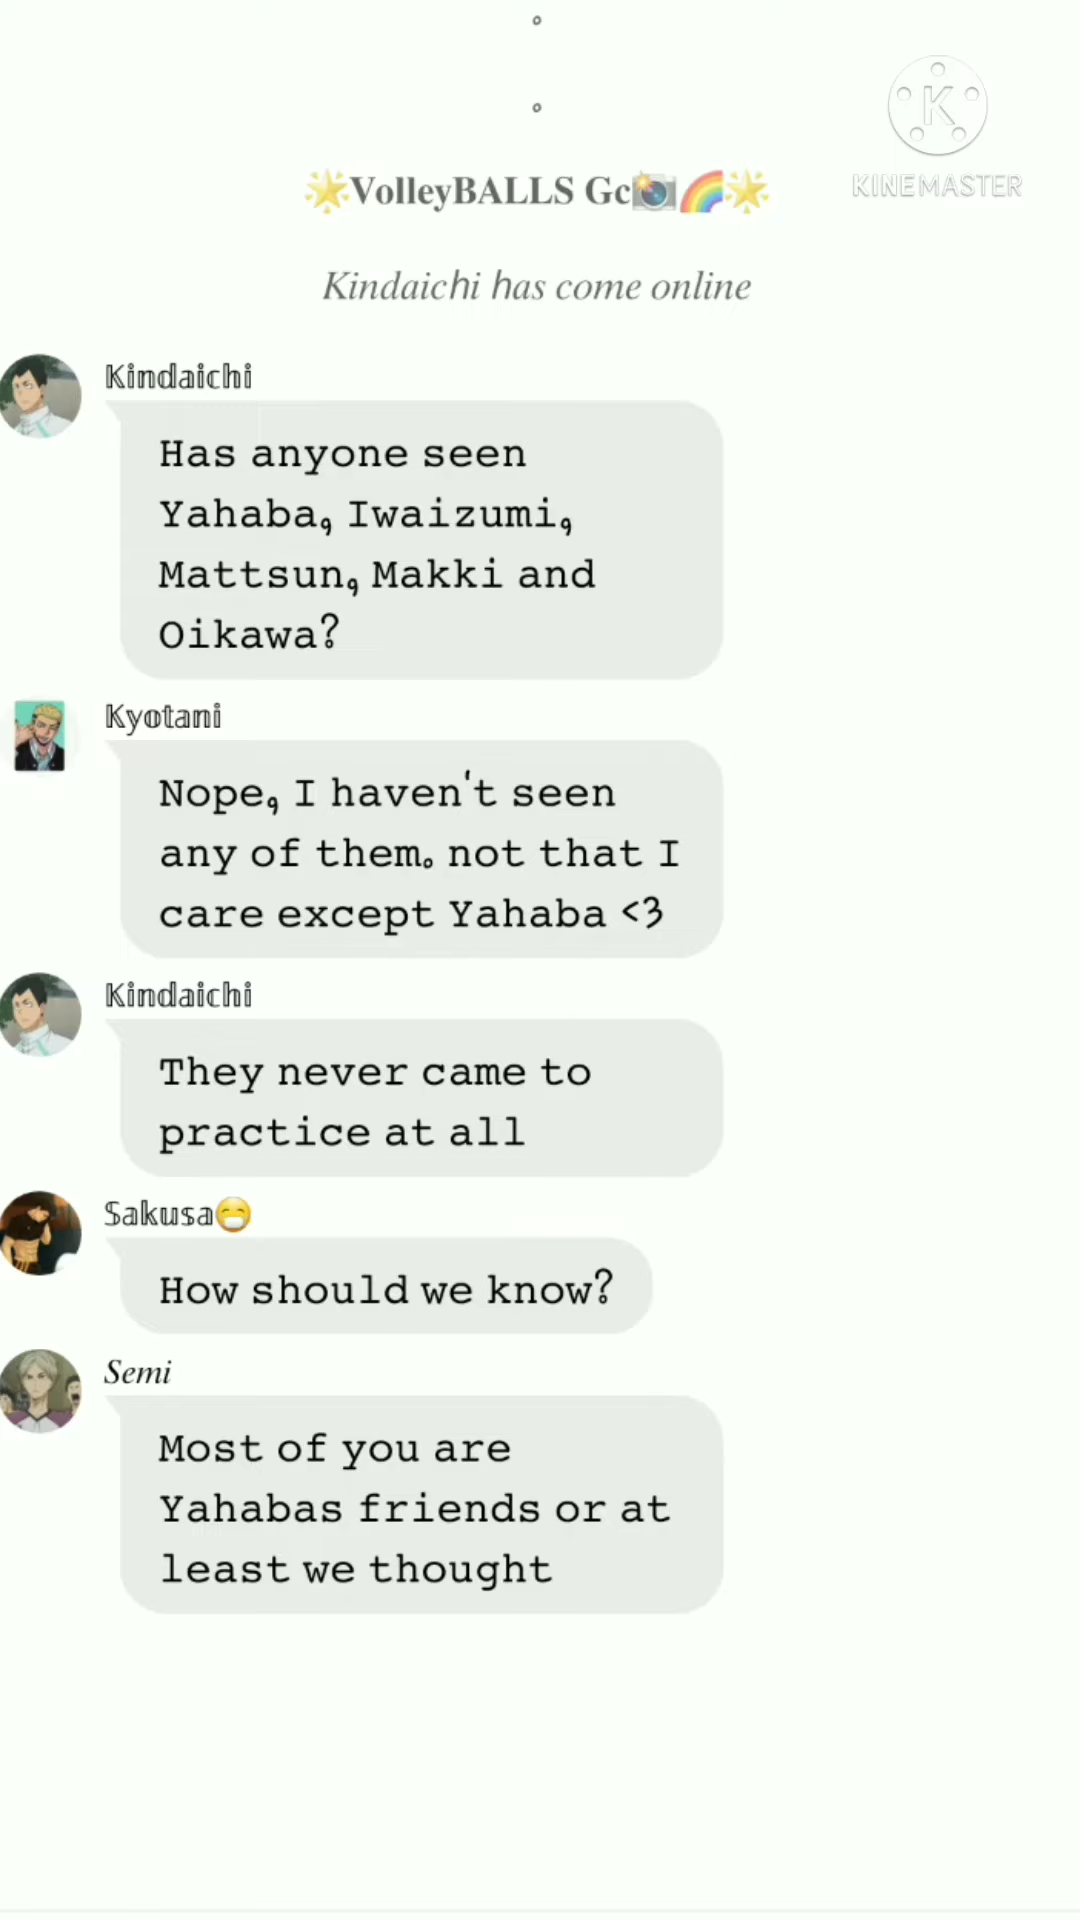 🌟VolleyBALLS Gc📸🌈🌟
KINEMASTER
Kindaichi has come online
Kindaichi
Has anyone seen
Yahaba, Iwaizumi,
Mattsun, Makki and
Oikawa?
Kyotani
Nope, I haven't seen
any of them. not that I
care except Yahaba <3
Kindaichi
They never came to
practice at all
Sakusa😷
How should we know?
Semi
Most of you are
Yahabas friends or at
least we thought